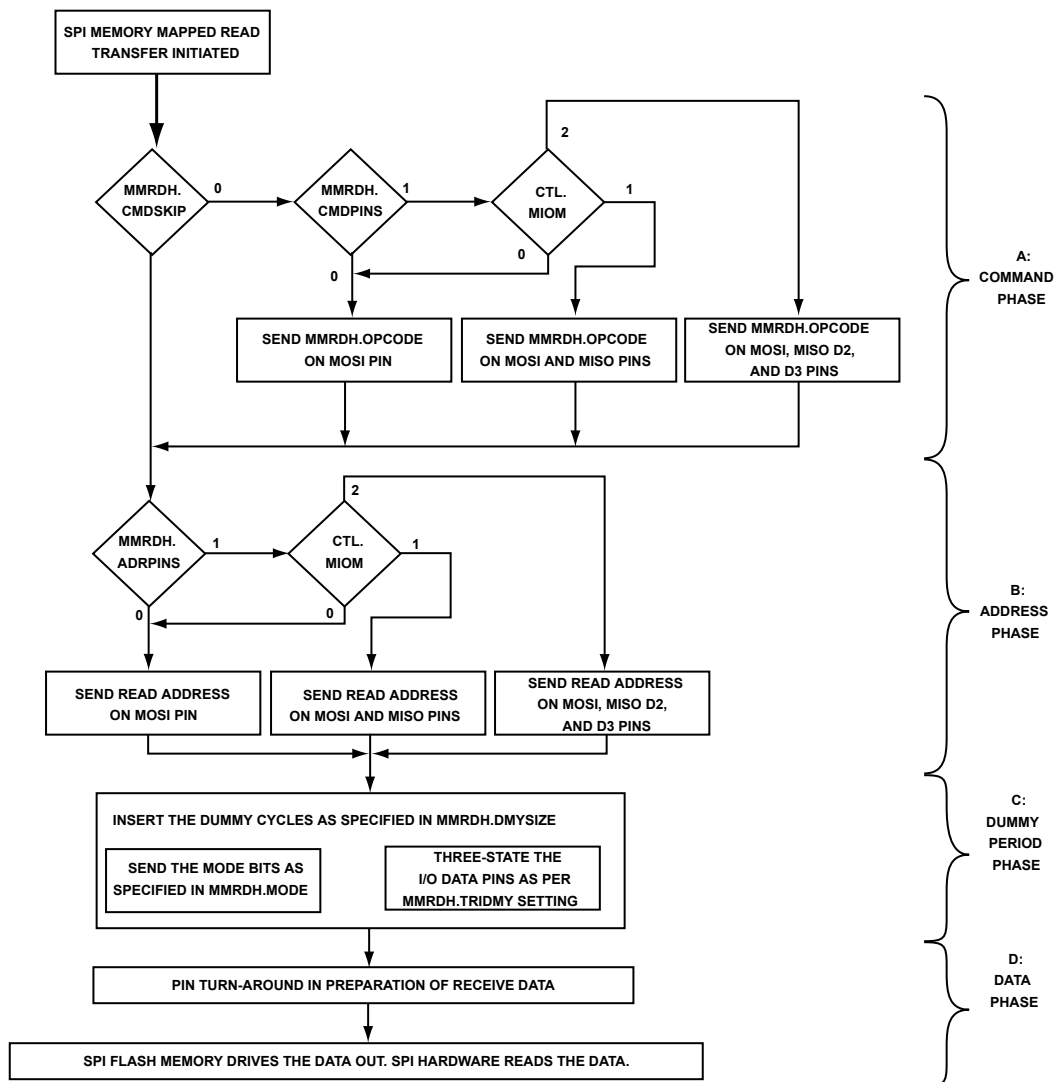 SPI MEMORY MAPPED READ
TRANSFER INITIATED
2
MMRDH.
CMDSKIP
0
MMRDH.
CMDPINS
1
CTL.
MIOM
1
0
0
A:
COMMAND
PHASE
SEND MMRDH.OPCODE
ON MOSI PIN
SEND MMRDH.OPCODE
ON MOSI AND MISO PINS
SEND MMRDH.OPCODE
ON MOSI, MISO D2,
AND D3 PINS
2
MMRDH.
ADRPINS
1
CTL.
MIOM
1
0
0
B:
ADDRESS
PHASE
SEND READ ADDRESS
ON MOSI PIN
SEND READ ADDRESS
ON MOSI AND MISO PINS
SEND READ ADDRESS
ON MOSI, MISO D2,
AND D3 PINS
INSERT THE DUMMY CYCLES AS SPECIFIED IN MMRDH.DMYSIZE
SEND THE MODE BITS AS
SPECIFIED IN MMRDH.MODE
THREE-STATE THE
I/O DATA PINS AS PER
MMRDH.TRIDMY SETTING
C:
DUMMY
PERIOD
PHASE
PIN TURN-AROUND IN PREPARATION OF RECEIVE DATA
D:
DATA
PHASE
SPI FLASH MEMORY DRIVES THE DATA OUT. SPI HARDWARE READS THE DATA.